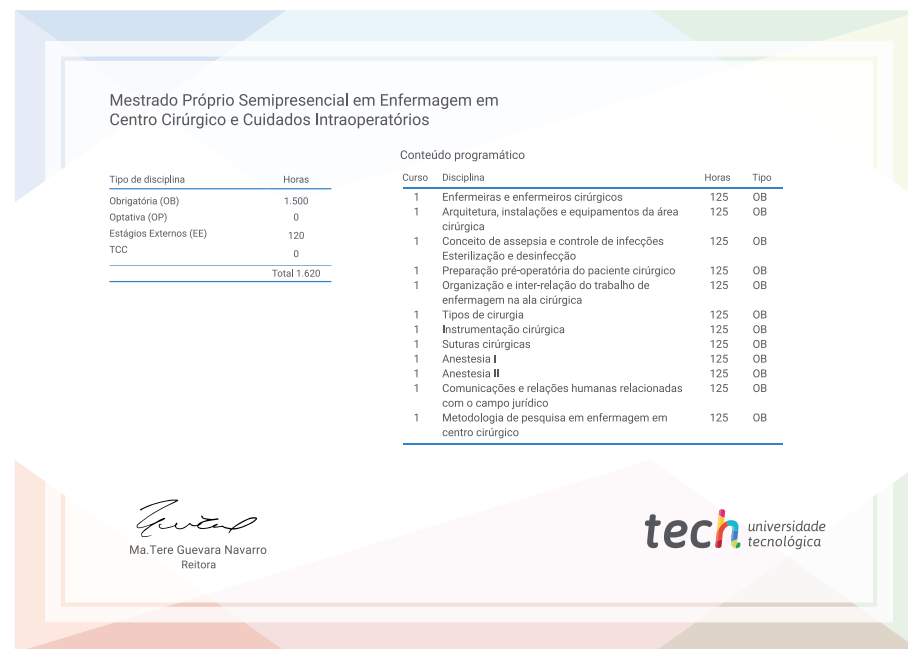 Mestrado Próprio Semipresencial em Enfermagem em
Centro Cirúrgico e Cuidados Intraoperatórios
Tipo de disciplina Horas
Obrigatória (OB) 1.500
Optativa (OP) 0
Estágios Externos (EE) 120
TCC 0
Total 1.620
Conteúdo programático
Curso Disciplina Horas Tipo
1 Enfermeiras e enfermeiros cirúrgicos 125 OB
1 Arquitetura, instalações e equipamentos da área 125 OB
cirúrgica
1 Conceito de assepsia e controle de infecções 125 OB
Esterilização e desinfecção
1 Preparação pré-operatória do paciente cirúrgico 125 OB
1 Organização e inter-relação do trabalho de 125 OB
enfermagem na ala cirúrgica
1 Tipos de cirurgia 125 OB
1 Instrumentação cirúrgica 125 OB
1 Suturas cirúrgicas 125 OB
1 Anestesia I 125 OB
1 Anestesia II 125 OB
1 Comunicações e relações humanas relacionadas 125 OB
com o campo jurídico
1 Metodologia de pesquisa em enfermagem em 125 OB
centro cirúrgico
Ma.Tere Guevara Navarro
Reitora
tech universidade
tecnológica